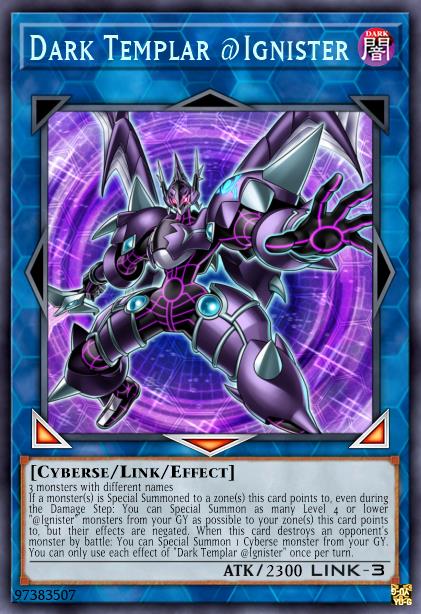 DARK TEMPLAR @IGNISTER
DARK
闇
[CYBERSE/LINK/EFFECT]
3 monsters with different names
If a monster(s) is Special Summoned to a zone(s) this card points to, even during
the Damage Step: You can Special Summon as many Level 4 or lower
"@Ignister" monsters from your GY as possible to your zone(s) this card points
to, but their effects are negated. When this card destroys an opponent's
monster by battle: You can Special Summon 1 Cyberse monster from your GY.
You can only use each effect of "Dark Templar @Ignister" once per turn.
ATK/2300 LINK-3
97383507